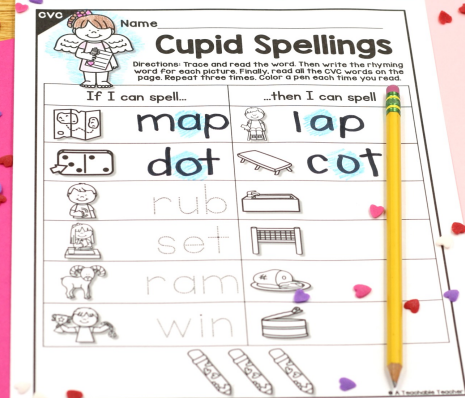 CVC
Name
Cupid Spellings
Directions: Trace and read the word. Then write the rhyming
word for each picture. Finally, read all the CVC words on the
page. Repeat three times. Color a pen each time you read.
If I can spell... ...then I can spell
map lap
dot cot
rub
set
ram
win
© A Teachable Teacher